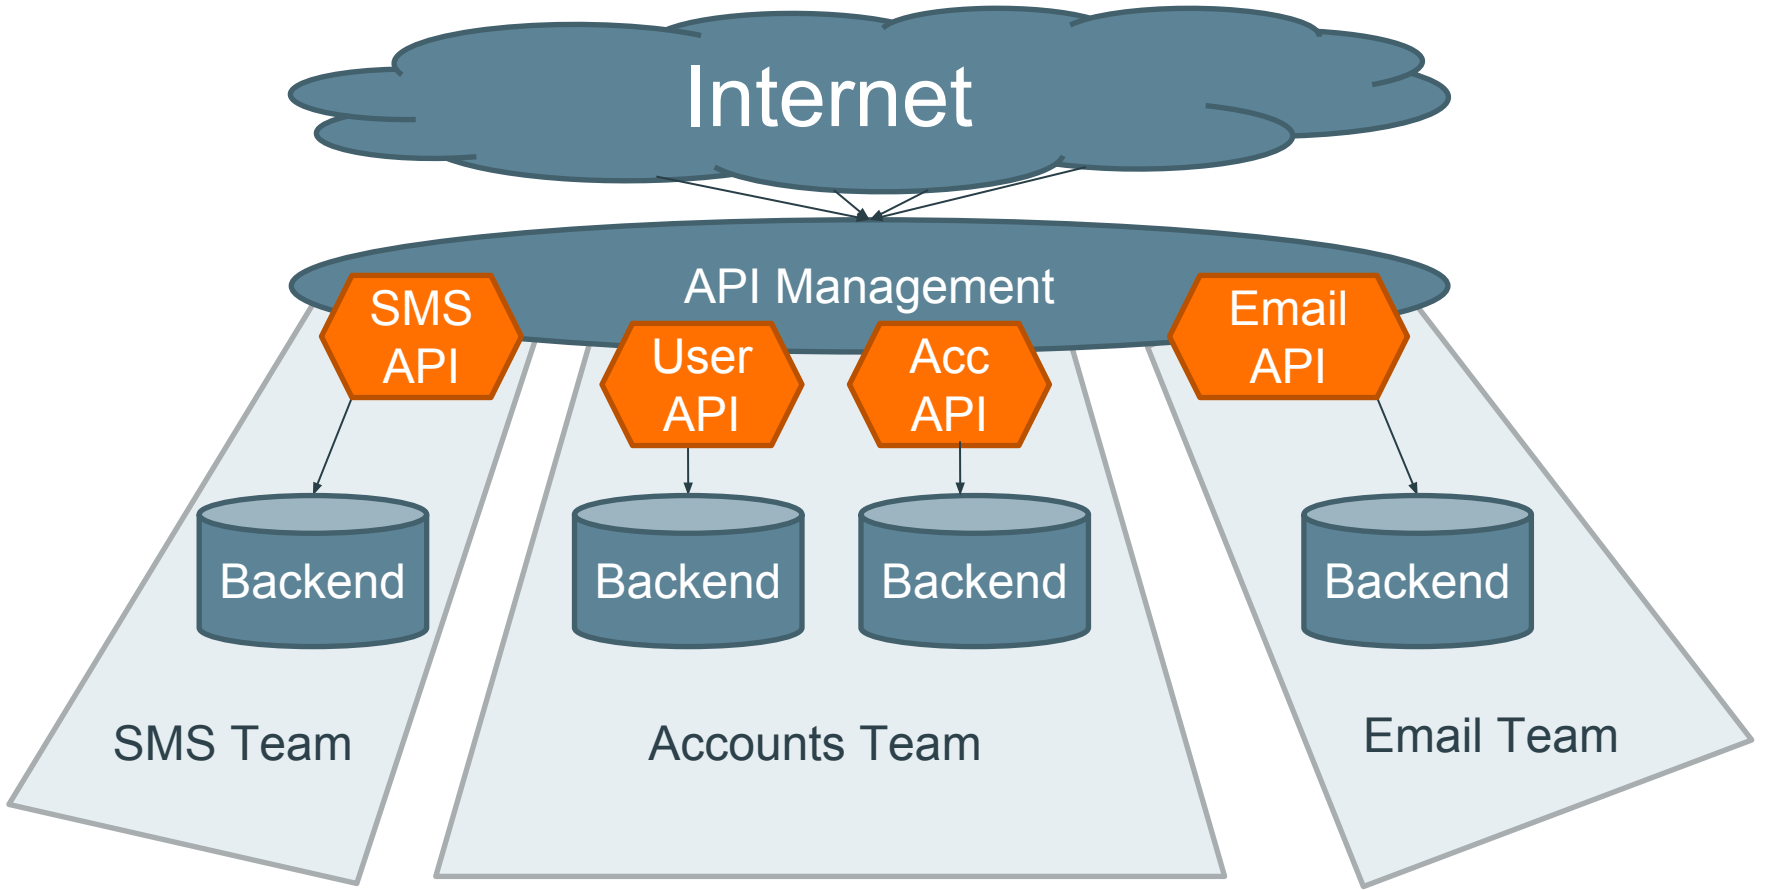 Internet
API Management
SMS
API
User
API
Acc
API
Email
API
Backend
Backend
Backend
Backend
SMS Team
Accounts Team
Email Team